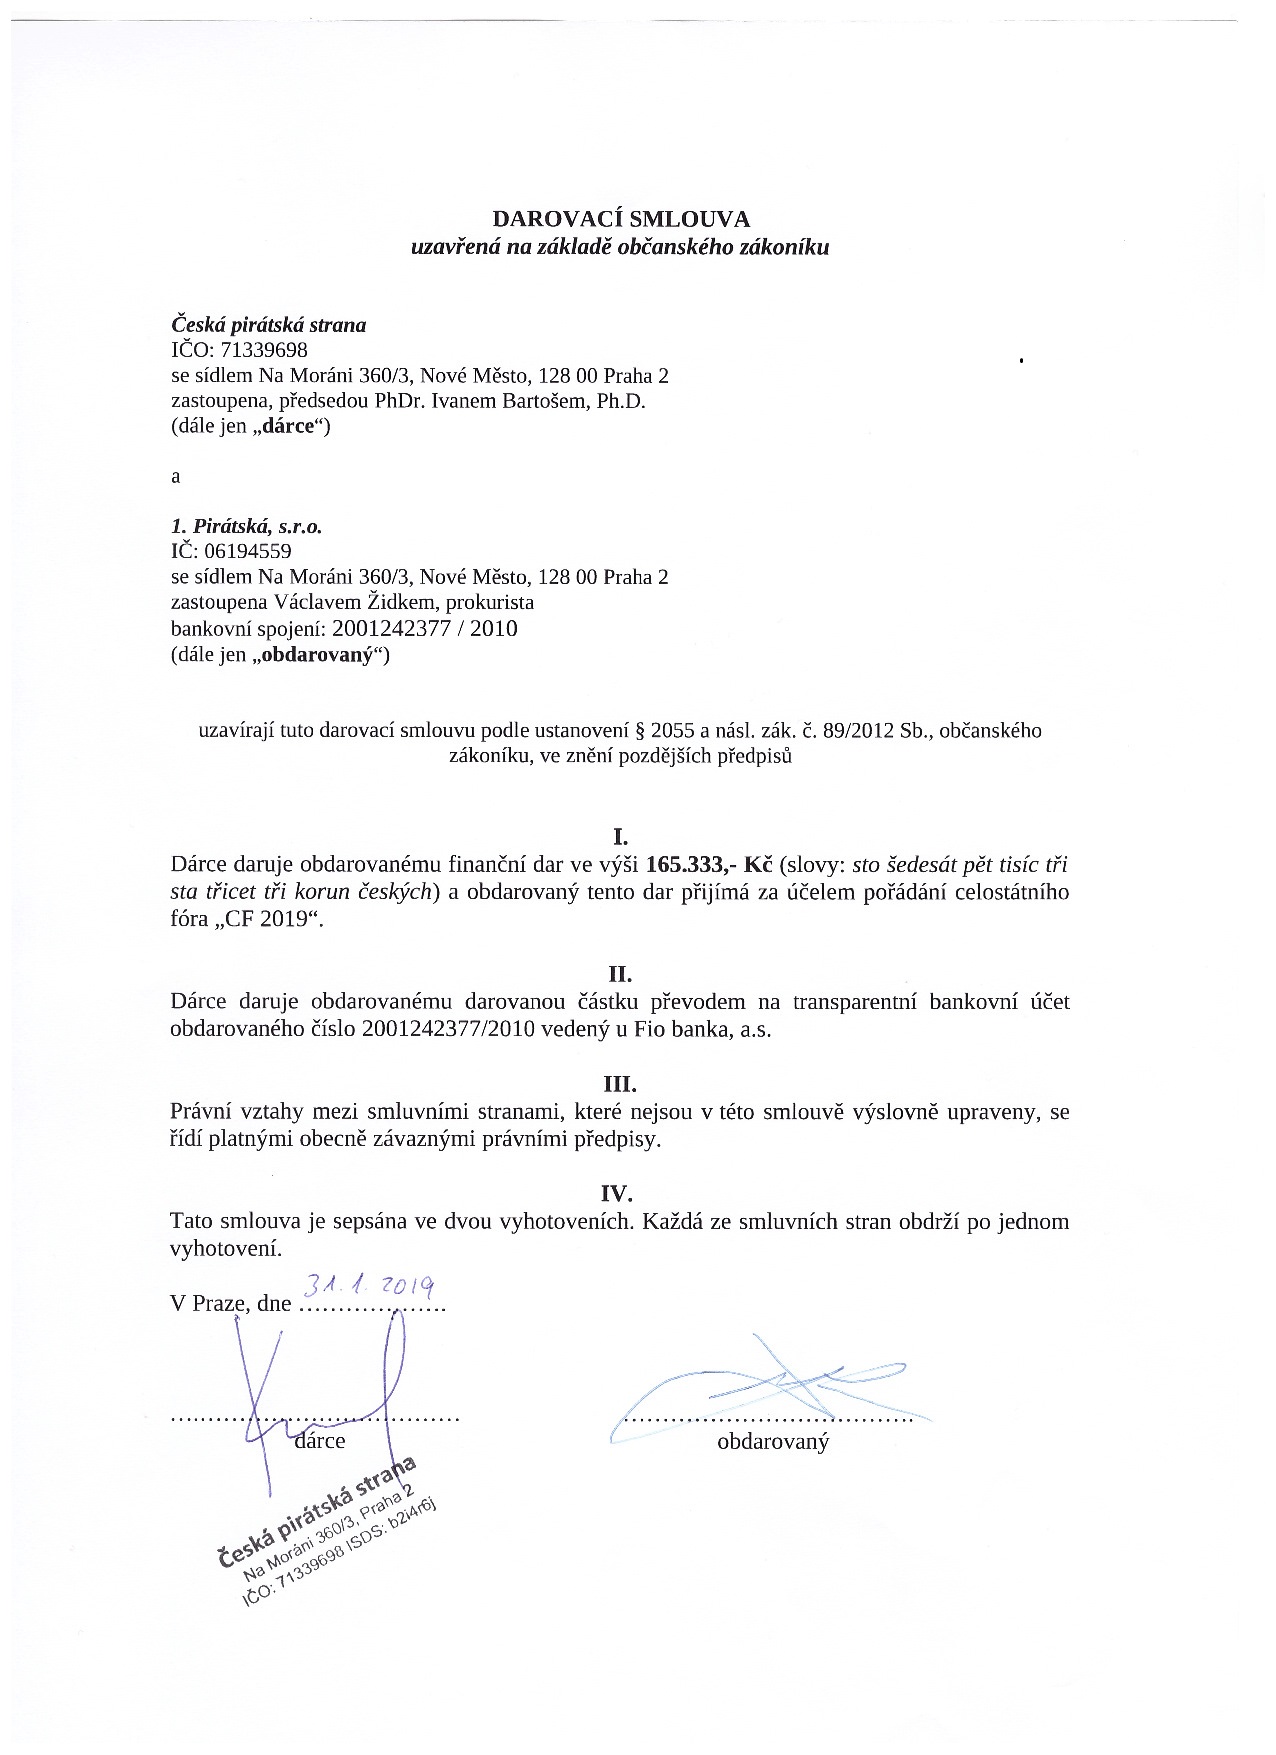 DAROVACÍ SMLOUVA
uzavřená na základě občanského zákoníku
Česká pirátská strana
IČO: 71339698
se sídlem Na Moráni 360/3, Nové Město, 128 00 Praha 2
zastoupena, předsedou PhDr. Ivanem Bartošem, Ph.D.
(dále jen „dárce“)
a
1. Pirátská, s.r.o.
IČ: 06194559
se sídlem Na Moráni 360/3, Nové Město, 128 00 Praha 2
zastoupena Václavem Židkem, prokurista
bankovní spojení: 2001242377 / 2010
(dále jen „obdarovaný“)
uzavírají tuto darovací smlouvu podle ustanovení § 2055 a násl. zák. č. 89/2012 Sb., občanského
zákoníku, ve znění pozdějších předpisů
I.
Dárce daruje obdarovanému finanční dar ve výši 165.333,- Kč (slovy: sto šedesát pět tisíc tři
sta třicet tři korun českých) a obdarovaný tento dar přijímá za účelem pořádání celostátního
fóra „CF 2019“.
II.
Dárce daruje obdarovanému darovanou částku převodem na transparentní bankovní účet
obdarovaného číslo 2001242377/2010 vedený u Fio banka, a.s.
III.
Právní vztahy mezi smluvními stranami, které nejsou v této smlouvě výslovně upraveny, se
řídí platnými obecně závaznými právními předpisy.
IV.
Tato smlouva je sepsána ve dvou vyhotoveních. Každá ze smluvních stran obdrží po jednom
vyhotovení.
V Praze, dne 31.1.2019
dárce
obdarovaný
Česká pirátská strana
Na Moráni 360/3, Praha 2
IČO: 71339698 ISDS: b2i4r6j